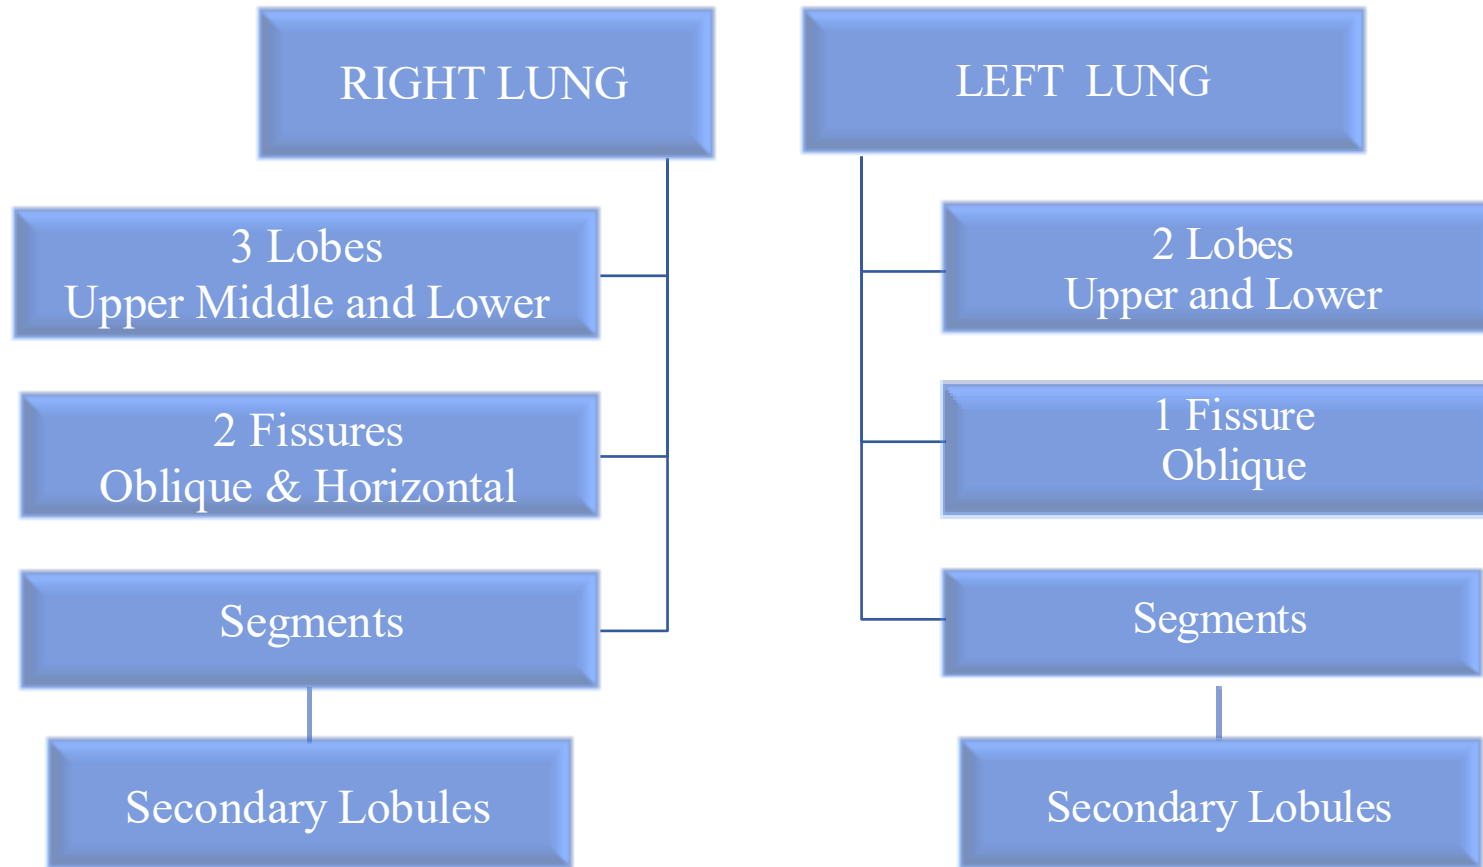 RIGHT LUNG
3 Lobes
Upper Middle and Lower
2 Fissures
Oblique & Horizontal
Segments
Secondary Lobules
LEFT LUNG
2 Lobes
Upper and Lower
1 Fissure
Oblique
Segments
Secondary Lobules